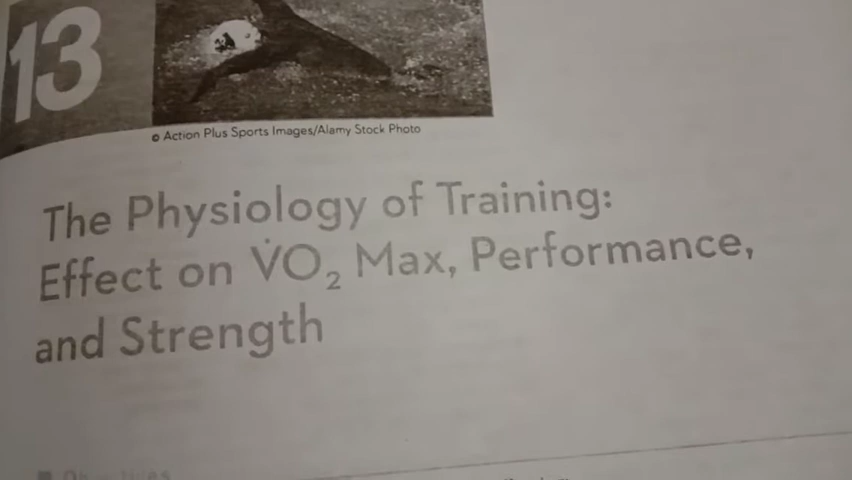 13
© Action Plus Sports Images/Alamy Stock Photo
The Physiology of Training:
Effect on V̇O₂ Max, Performance,
and Strength